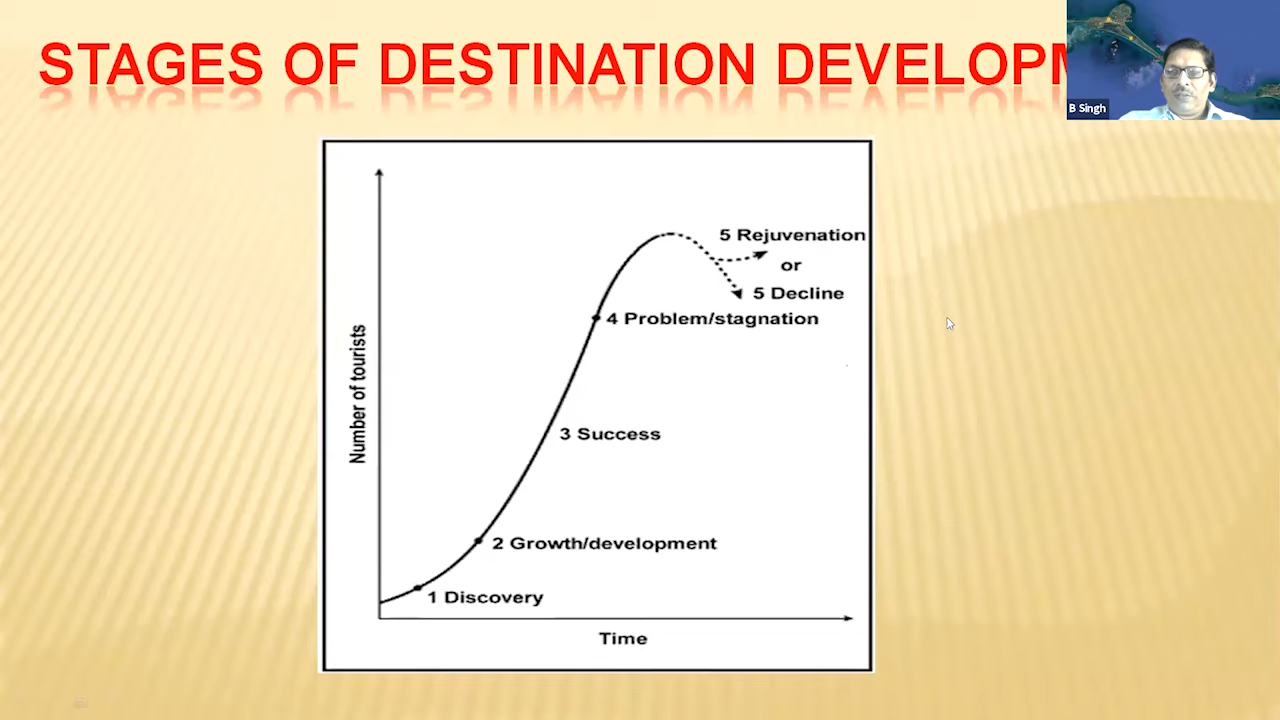 STAGES OF DESTINATION DEVELOPM
B Singh
5 Rejuvenation
or
5 Decline
4 Problem/stagnation
Number of tourists
3 Success
2 Growth/development
1 Discovery
Time